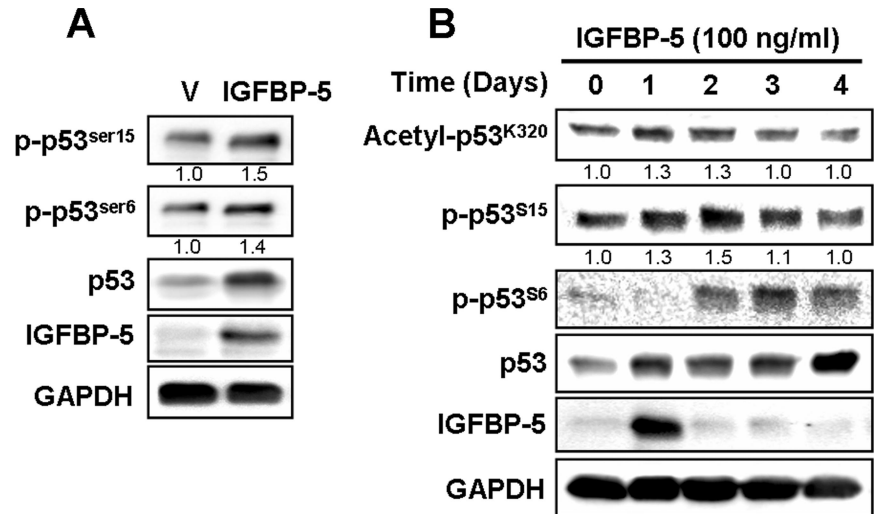 A
V IGFBP-5
p-p53ser15
1.0 1.5
p-p53ser6
1.0 1.4
p53
IGFBP-5
GAPDH
B
IGFBP-5 (100 ng/ml)
Time (Days) 0 1 2 3 4
Acetyl-p53K320
1.0 1.3 1.3 1.0 1.0
p-p53S15
1.0 1.3 1.5 1.1 1.0
p-p53S6
p53
IGFBP-5
GAPDH